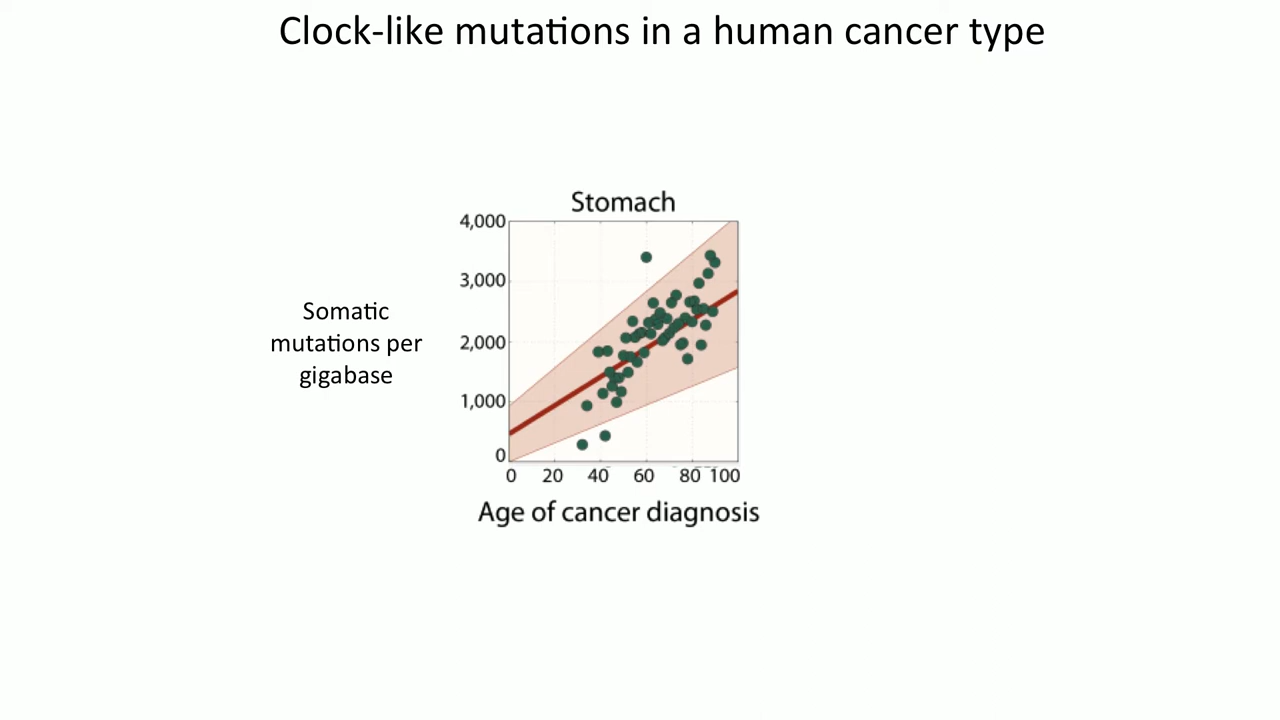 Clock-like mutations in a human cancer type
Stomach
4,000
3,000
2,000
1,000
0
Somatic
mutations per
gigabase
0 20 40 60 80 100
Age of cancer diagnosis